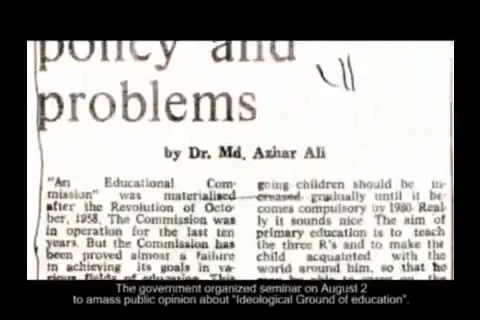 policy and
problems
by Dr. Md. Azhar Ali
"An Educational Com-
mission" was materialised
after the Revolution of Octo-
ber, 1958. The Commission was
in operation for the last ten
years. But the Commission has
been proved almost a failure
in achieving its goals in va-
rious fields of education. This
going children should be in-
creased gradually until it be-
comes compulsory by 1980. Real-
ly it sounds nice. The aim of
primary education is to teach
the three R's and to make the
child acquainted with the
world around him, so that he
The government organized seminar on August 2
to amass public opinion about "Ideological Ground of education".